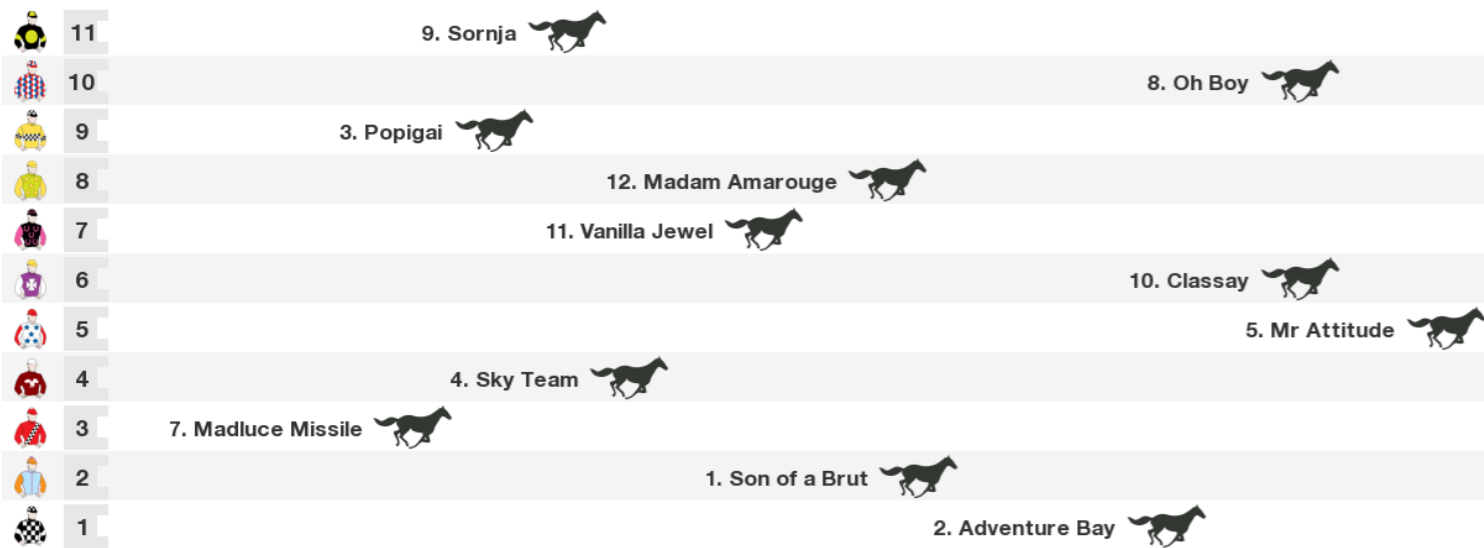 11 9. Sornja
10 8. Oh Boy
9 3. Popigai
8 12. Madam Amarouge
7 11. Vanilla Jewel
6 10. Classay
5 5. Mr Attitude
4 4. Sky Team
3 7. Madluce Missile
2 1. Son of a Brut
1 2. Adventure Bay